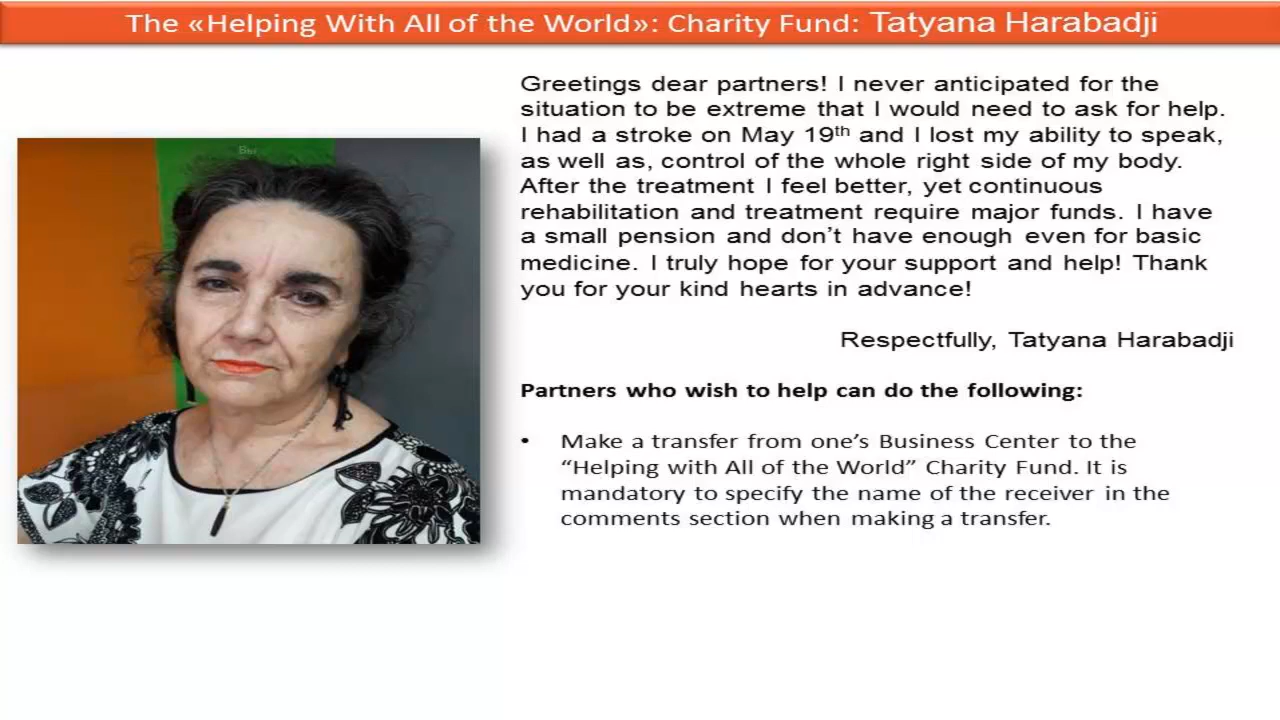 The «Helping With All of the World»: Charity Fund: Tatyana Harabadji
Greetings dear partners! I never anticipated for the
situation to be extreme that I would need to ask for help.
I had a stroke on May 19th and I lost my ability to speak,
as well as, control of the whole right side of my body.
After the treatment I feel better, yet continuous
rehabilitation and treatment require major funds. I have
a small pension and don’t have enough even for basic
medicine. I truly hope for your support and help! Thank
you for your kind hearts in advance!
Respectfully, Tatyana Harabadji
Partners who wish to help can do the following:
• Make a transfer from one’s Business Center to the
“Helping with All of the World” Charity Fund. It is
mandatory to specify the name of the receiver in the
comments section when making a transfer.